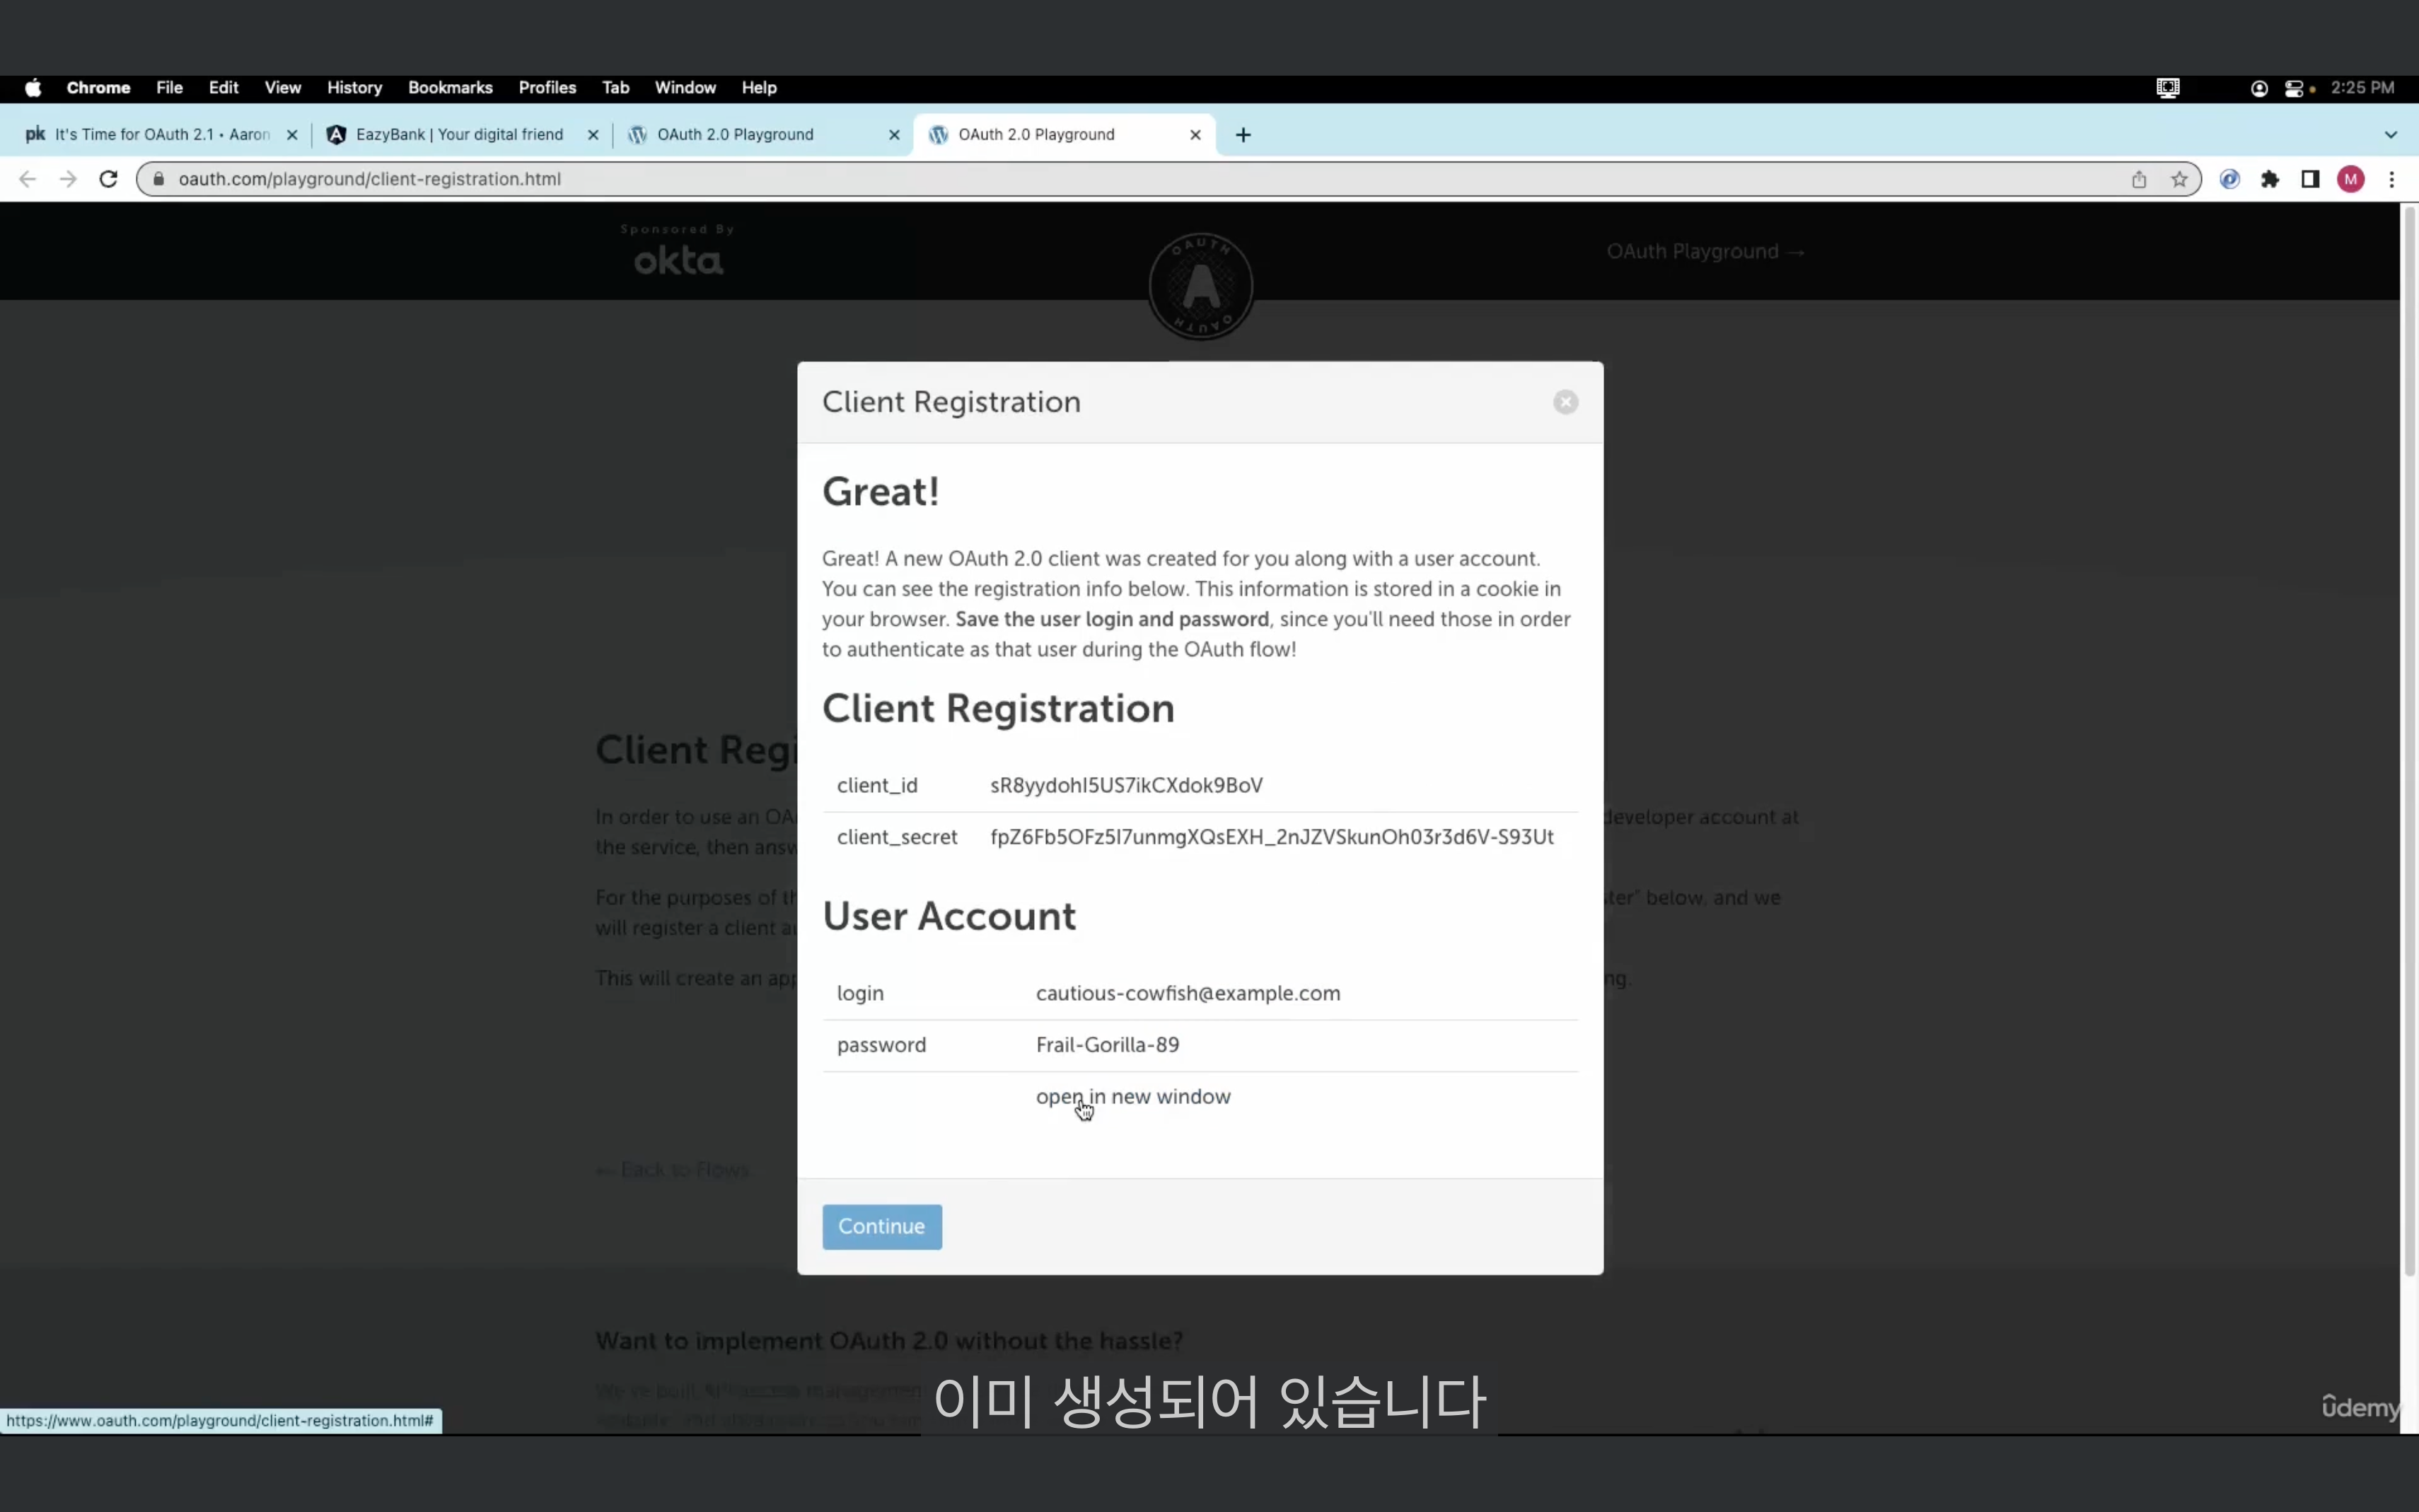 Chrome File Edit View History Bookmarks Profiles Tab Window Help 2:25 PM
pk It's Time for OAuth 2.1 • Aaron EazyBank | Your digital friend OAuth 2.0 Playground OAuth 2.0 Playground
oauth.com/playground/client-registration.html M
Sponsored By
okta
OAUTH A OAUTH
OAuth Playground →
Client Registration
Great!
Great! A new OAuth 2.0 client was created for you along with a user account.
You can see the registration info below. This information is stored in a cookie in
your browser. Save the user login and password, since you'll need those in order
to authenticate as that user during the OAuth flow!
Client Registration
client_id sR8yydohI5US7ikCXdok9BoV
client_secret fpZ6Fb5OFz5I7unmgXQsEXH_2nJZVSkunOh03r3d6V-S93Ut
User Account
login cautious-cowfish@example.com
password Frail-Gorilla-89
open in new window
Continue
Client Regi
In order to use an OA developer account at
the service, then answ
For the purposes of th ter" below, and we
will register a client a
This will create an app ng.
← Back to Flows
Want to implement OAuth 2.0 without the hassle?
이미 생성되어 있습니다
https://www.oauth.com/playground/client-registration.html#
ûdemy